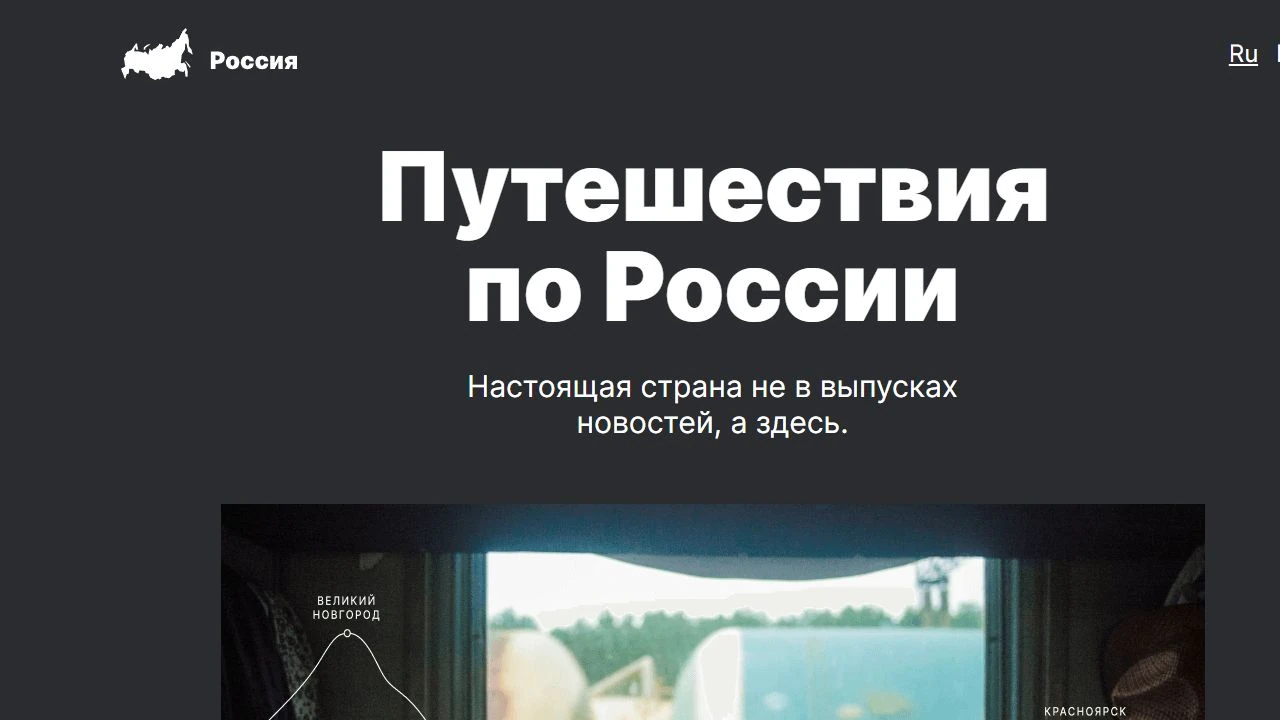 Россия
Ru
Путешествия
по России
Настоящая страна не в выпусках
новостей, а здесь.
ВЕЛИКИЙ
НОВГОРОД
КРАСНОЯРСК